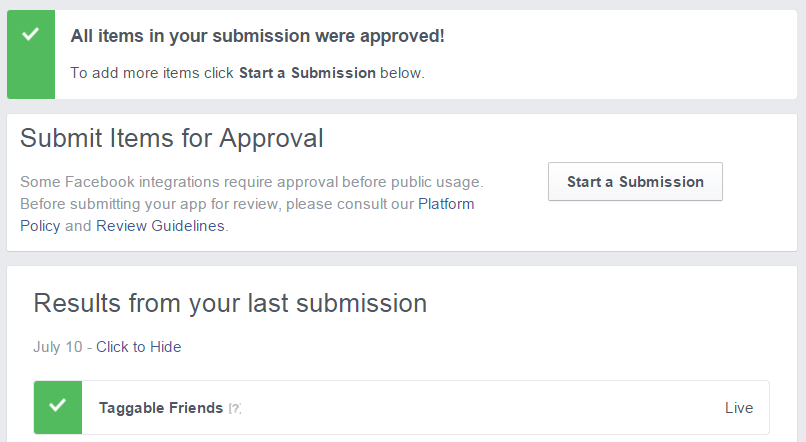 All items in your submission were approved!
To add more items click Start a Submission below.
Submit Items for Approval
Some Facebook integrations require approval before public usage.
Before submitting your app for review, please consult our Platform
Policy and Review Guidelines.
Start a Submission
Results from your last submission
July 10 - Click to Hide
Taggable Friends [?]
Live